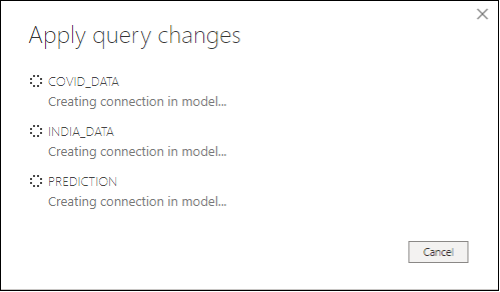 Apply query changes
COVID_DATA
Creating connection in model...
INDIA_DATA
Creating connection in model...
PREDICTION
Creating connection in model...
Cancel